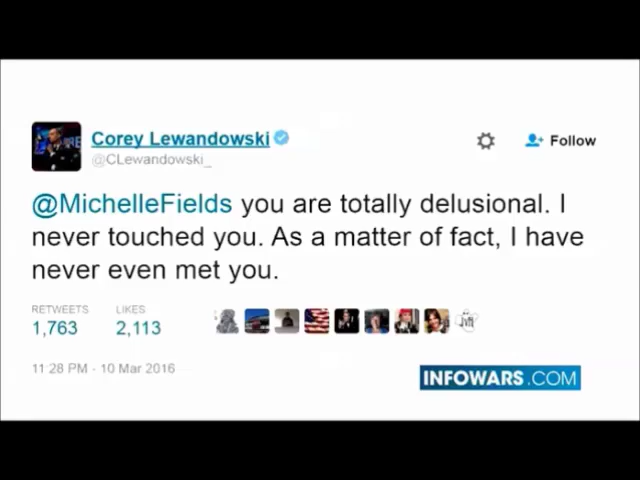 Corey Lewandowski
@CLewandowski_
Follow
@MichelleFields you are totally delusional. I
never touched you. As a matter of fact, I have
never even met you.
RETWEETS LIKES
1,763 2,113
11:28 PM - 10 Mar 2016
INFOWARS.COM